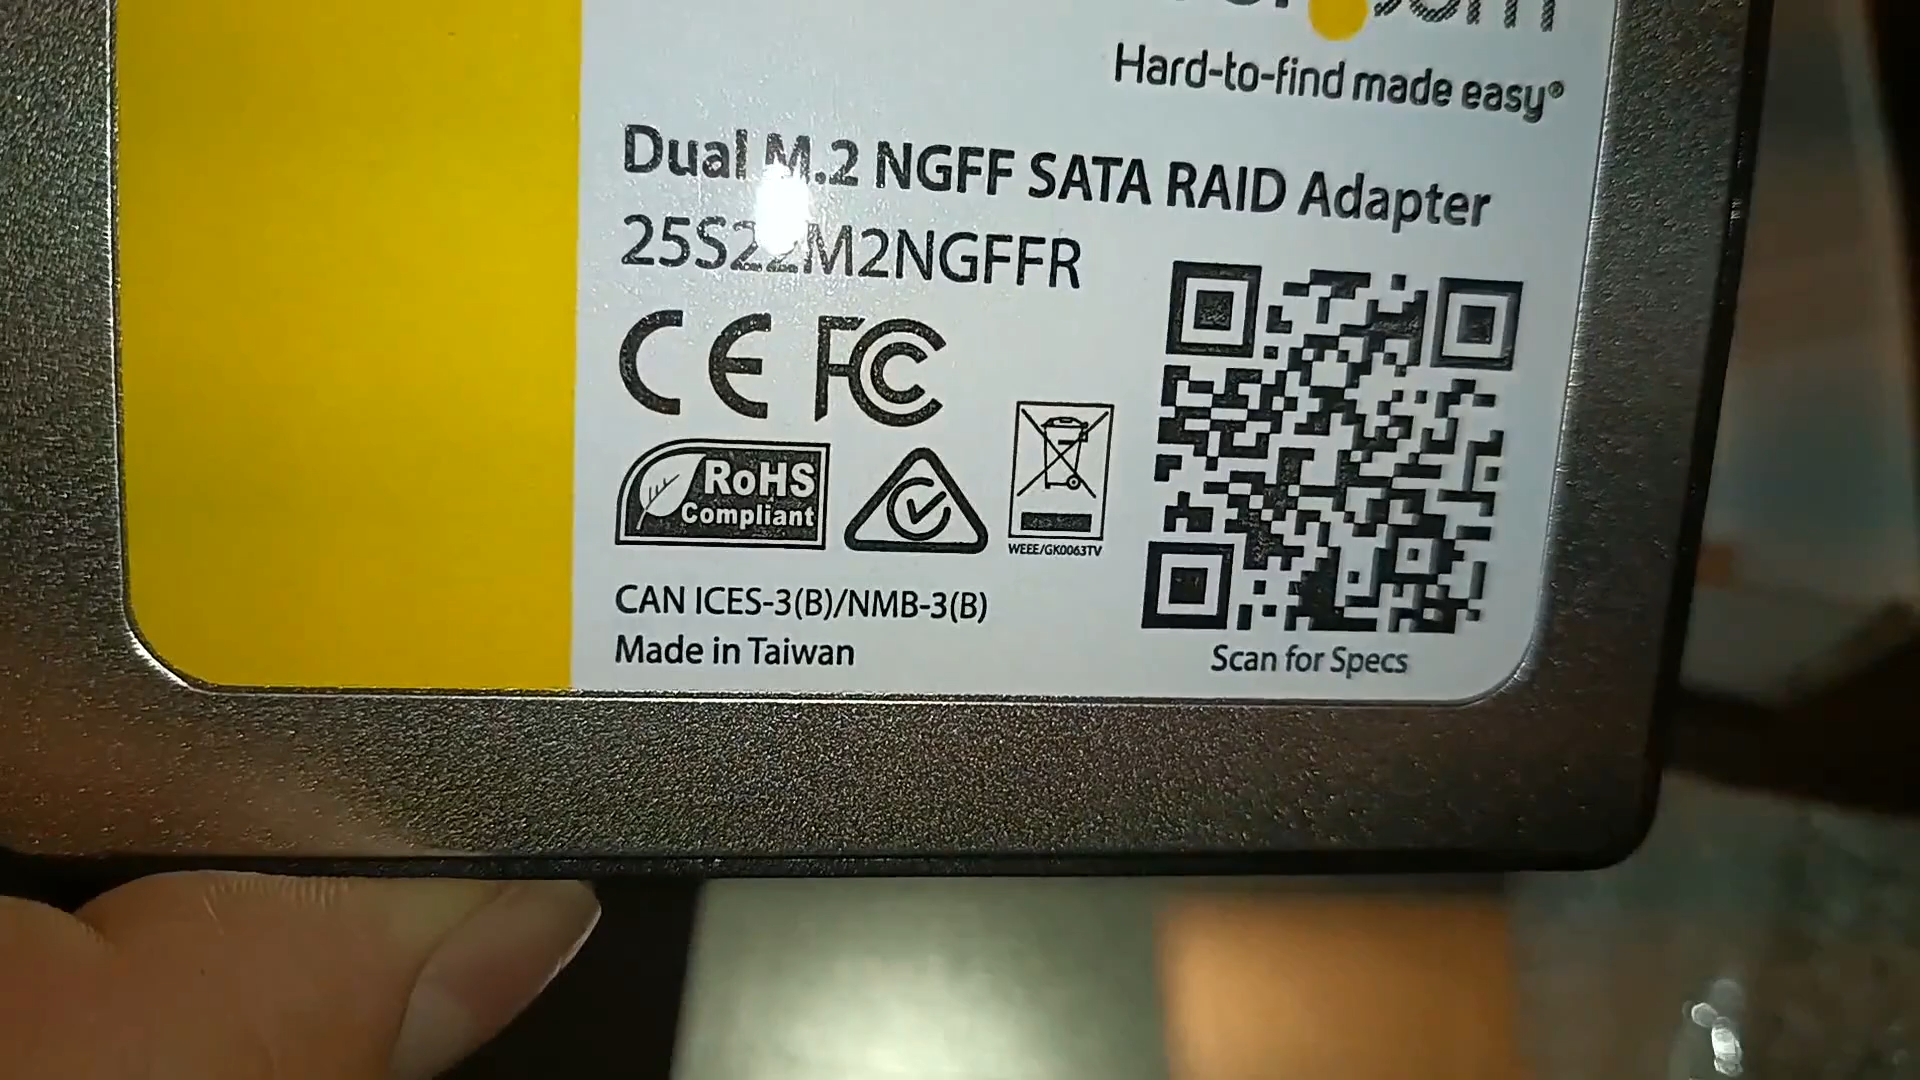 Hard-to-find made easy®
Dual M.2 NGFF SATA RAID Adapter
25S22M2NGFFR
CE FC
RoHS
Compliant
WEEE/GK0063TV
CAN ICES-3(B)/NMB-3(B)
Made in Taiwan
Scan for Specs